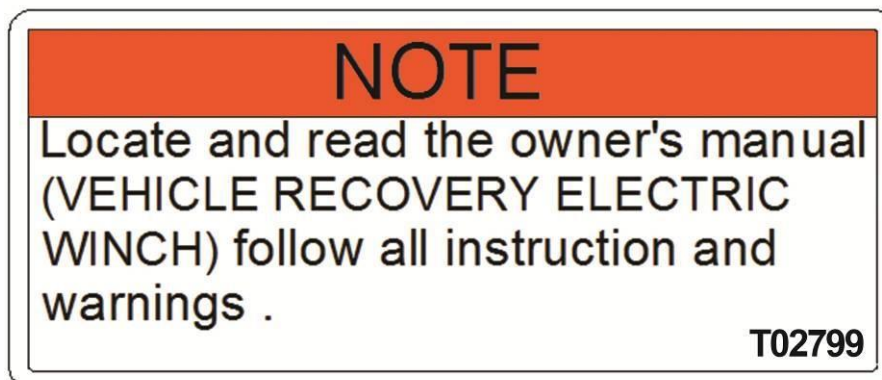 NOTE
Locate and read the owner's manual
(VEHICLE RECOVERY ELECTRIC
WINCH) follow all instruction and
warnings .
T02799